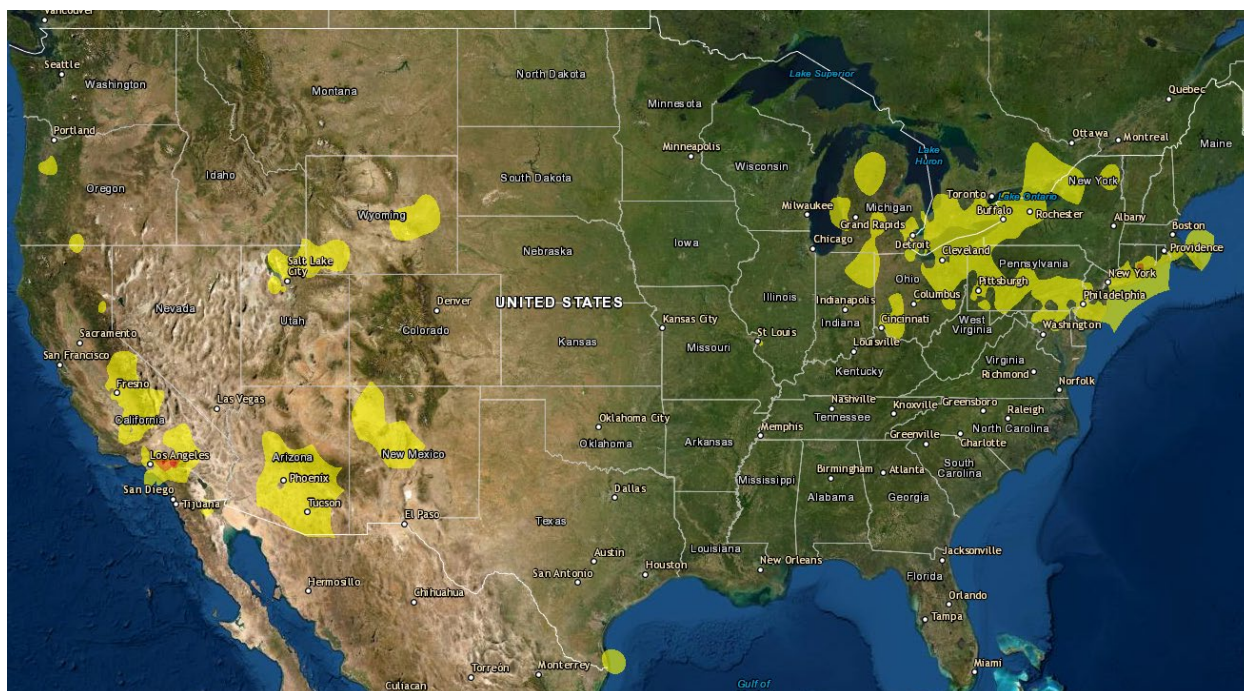 Vancouver
Seattle
Washington
Montana
North Dakota
Minnesota
Lake Superior
Quebec
Ottawa
Montreal
Maine
Portland
Oregon
Idaho
South Dakota
Minneapolis
Wisconsin
Lake
Huron
Toronto
Lake Ontario
New York
Wyoming
Milwaukee
Michigan
Grand Rapids
Buffalo
Rochester
Albany
Boston
Detroit
Chicago
Cleveland
Providence
Nebraska
Iowa
Salt Lake
City
Nevada
Utah
Denver
Colorado
UNITED STATES
Illinois
Indianapolis
Indiana
Ohio
Columbus
Pittsburgh
Pennsylvania
New York
Philadelphia
Cincinnati
West
Virginia
Washington
Sacramento
San Francisco
Kansas City
Kansas
Missouri
St Louis
Louisville
Kentucky
Virginia
Richmond
Norfolk
Fresno
California
Las Vegas
Oklahoma City
Oklahoma
Arkansas
Nashville
Tennessee
Knoxville
Greensboro
Raleigh
North Carolina
Charlotte
Greenville
Memphis
Los Angeles
Arizona
New Mexico
Phoenix
Tucson
San Diego
Tijuana
El Paso
Dallas
Texas
Mississippi
Birmingham
Alabama
Atlanta
Georgia
South
Carolina
Louisiana
Austin
San Antonio
Houston
New Orleans
Jacksonville
Florida
Orlando
Tampa
Miami
Hermosillo
Chihuahua
Torreón
Monterrey
Culiacan
Gulf of